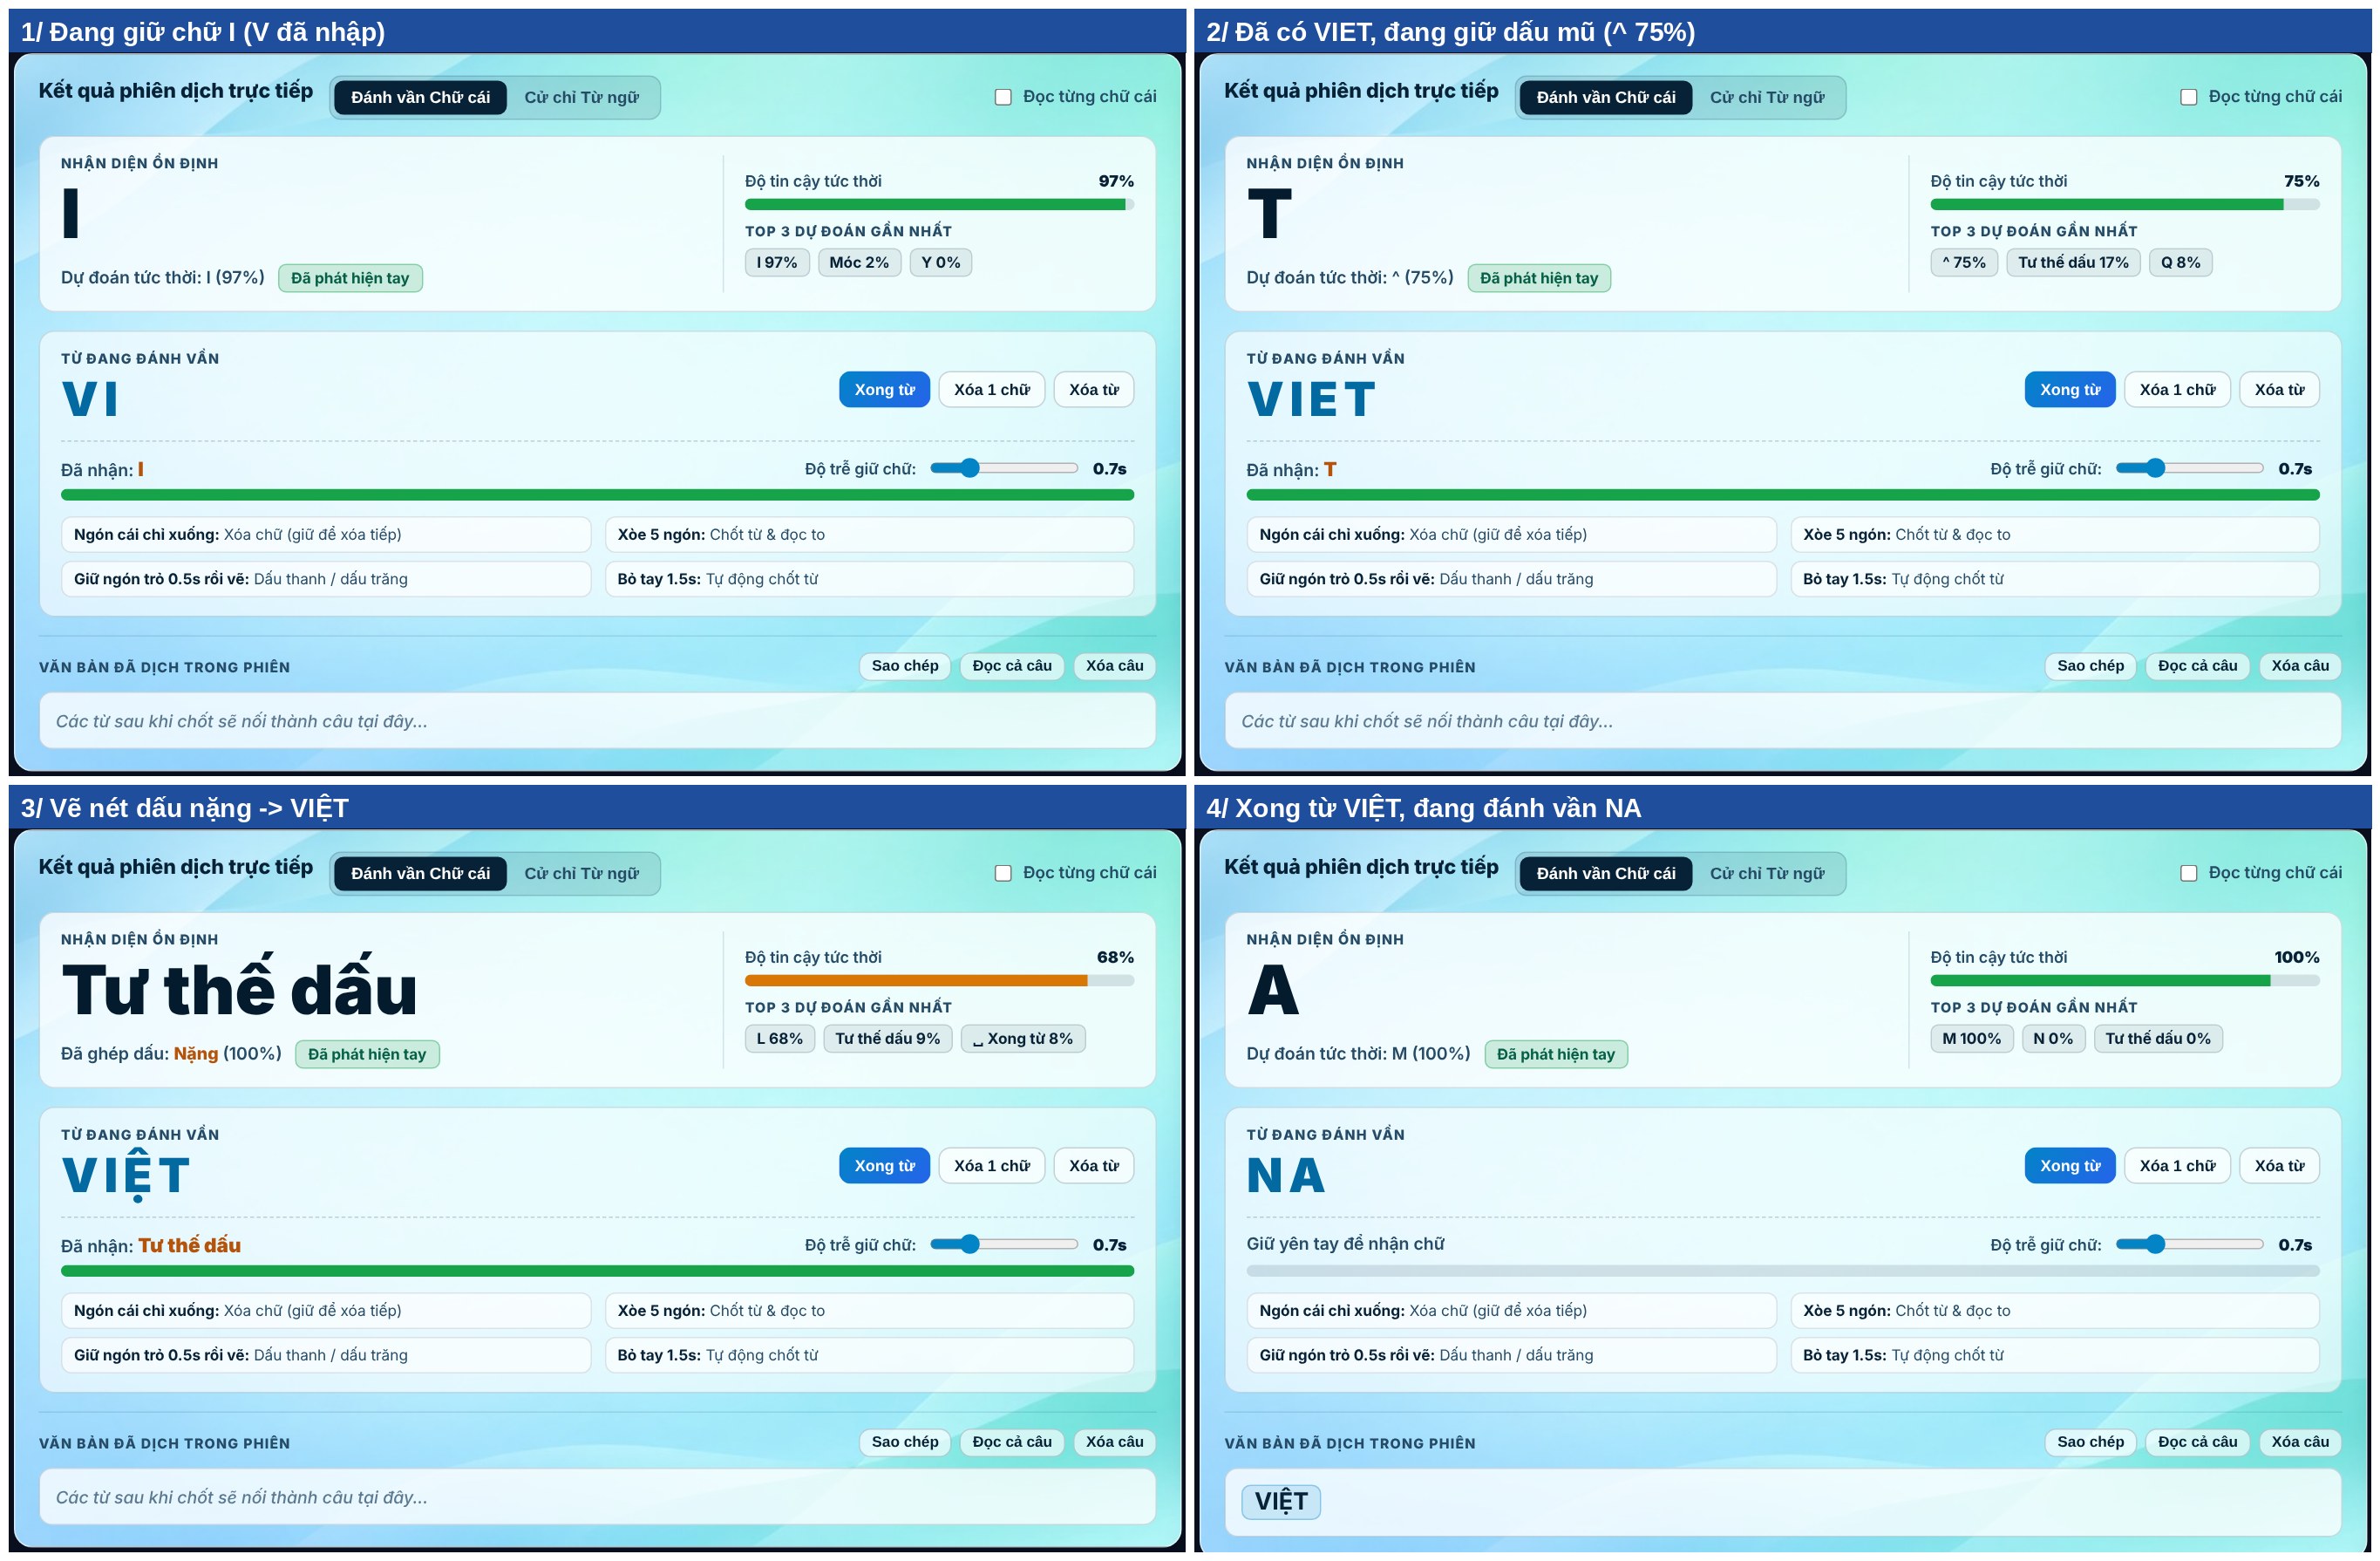 1/ Đang giữ chữ I (V đã nhập)
Kết quả phiên dịch trực tiếp Đánh vần Chữ cái Cử chỉ Từ ngữ Đọc từng chữ cái
NHẬN DIỆN ỔN ĐỊNH
I
Dự đoán tức thời: I (97%) Đã phát hiện tay
Độ tin cậy tức thời 97%
TOP 3 DỰ ĐOÁN GẦN NHẤT
I 97% Móc 2% Y 0%
TỪ ĐANG ĐÁNH VẦN
VI
Xong từ Xóa 1 chữ Xóa từ
Đã nhận: I Độ trễ giữ chữ: 0.7s
Ngón cái chỉ xuống: Xóa chữ (giữ để xóa tiếp) Xòe 5 ngón: Chốt từ & đọc to
Giữ ngón trỏ 0.5s rồi vẽ: Dấu thanh / dấu trăng Bỏ tay 1.5s: Tự động chốt từ
VĂN BẢN ĐÃ DỊCH TRONG PHIÊN Sao chép Đọc cả câu Xóa câu
Các từ sau khi chốt sẽ nối thành câu tại đây...
2/ Đã có VIET, đang giữ dấu mũ (^ 75%)
Kết quả phiên dịch trực tiếp Đánh vần Chữ cái Cử chỉ Từ ngữ Đọc từng chữ cái
NHẬN DIỆN ỔN ĐỊNH
T
Dự đoán tức thời: ^ (75%) Đã phát hiện tay
Độ tin cậy tức thời 75%
TOP 3 DỰ ĐOÁN GẦN NHẤT
^ 75% Tư thế dấu 17% Q 8%
TỪ ĐANG ĐÁNH VẦN
VIET
Xong từ Xóa 1 chữ Xóa từ
Đã nhận: T Độ trễ giữ chữ: 0.7s
Ngón cái chỉ xuống: Xóa chữ (giữ để xóa tiếp) Xòe 5 ngón: Chốt từ & đọc to
Giữ ngón trỏ 0.5s rồi vẽ: Dấu thanh / dấu trăng Bỏ tay 1.5s: Tự động chốt từ
VĂN BẢN ĐÃ DỊCH TRONG PHIÊN Sao chép Đọc cả câu Xóa câu
Các từ sau khi chốt sẽ nối thành câu tại đây...
3/ Vẽ nét dấu nặng -> VIỆT
Kết quả phiên dịch trực tiếp Đánh vần Chữ cái Cử chỉ Từ ngữ Đọc từng chữ cái
NHẬN DIỆN ỔN ĐỊNH
Tư thế dấu
Đã ghép dấu: Nặng (100%) Đã phát hiện tay
Độ tin cậy tức thời 68%
TOP 3 DỰ ĐOÁN GẦN NHẤT
L 68% Tư thế dấu 9% ␣ Xong từ 8%
TỪ ĐANG ĐÁNH VẦN
VIỆT
Xong từ Xóa 1 chữ Xóa từ
Đã nhận: Tư thế dấu Độ trễ giữ chữ: 0.7s
Ngón cái chỉ xuống: Xóa chữ (giữ để xóa tiếp) Xòe 5 ngón: Chốt từ & đọc to
Giữ ngón trỏ 0.5s rồi vẽ: Dấu thanh / dấu trăng Bỏ tay 1.5s: Tự động chốt từ
VĂN BẢN ĐÃ DỊCH TRONG PHIÊN Sao chép Đọc cả câu Xóa câu
Các từ sau khi chốt sẽ nối thành câu tại đây...
4/ Xong từ VIỆT, đang đánh vần NA
Kết quả phiên dịch trực tiếp Đánh vần Chữ cái Cử chỉ Từ ngữ Đọc từng chữ cái
NHẬN DIỆN ỔN ĐỊNH
A
Dự đoán tức thời: M (100%) Đã phát hiện tay
Độ tin cậy tức thời 100%
TOP 3 DỰ ĐOÁN GẦN NHẤT
M 100% N 0% Tư thế dấu 0%
TỪ ĐANG ĐÁNH VẦN
NA
Xong từ Xóa 1 chữ Xóa từ
Giữ yên tay để nhận chữ Độ trễ giữ chữ: 0.7s
Ngón cái chỉ xuống: Xóa chữ (giữ để xóa tiếp) Xòe 5 ngón: Chốt từ & đọc to
Giữ ngón trỏ 0.5s rồi vẽ: Dấu thanh / dấu trăng Bỏ tay 1.5s: Tự động chốt từ
VĂN BẢN ĐÃ DỊCH TRONG PHIÊN Sao chép Đọc cả câu Xóa câu
VIỆT